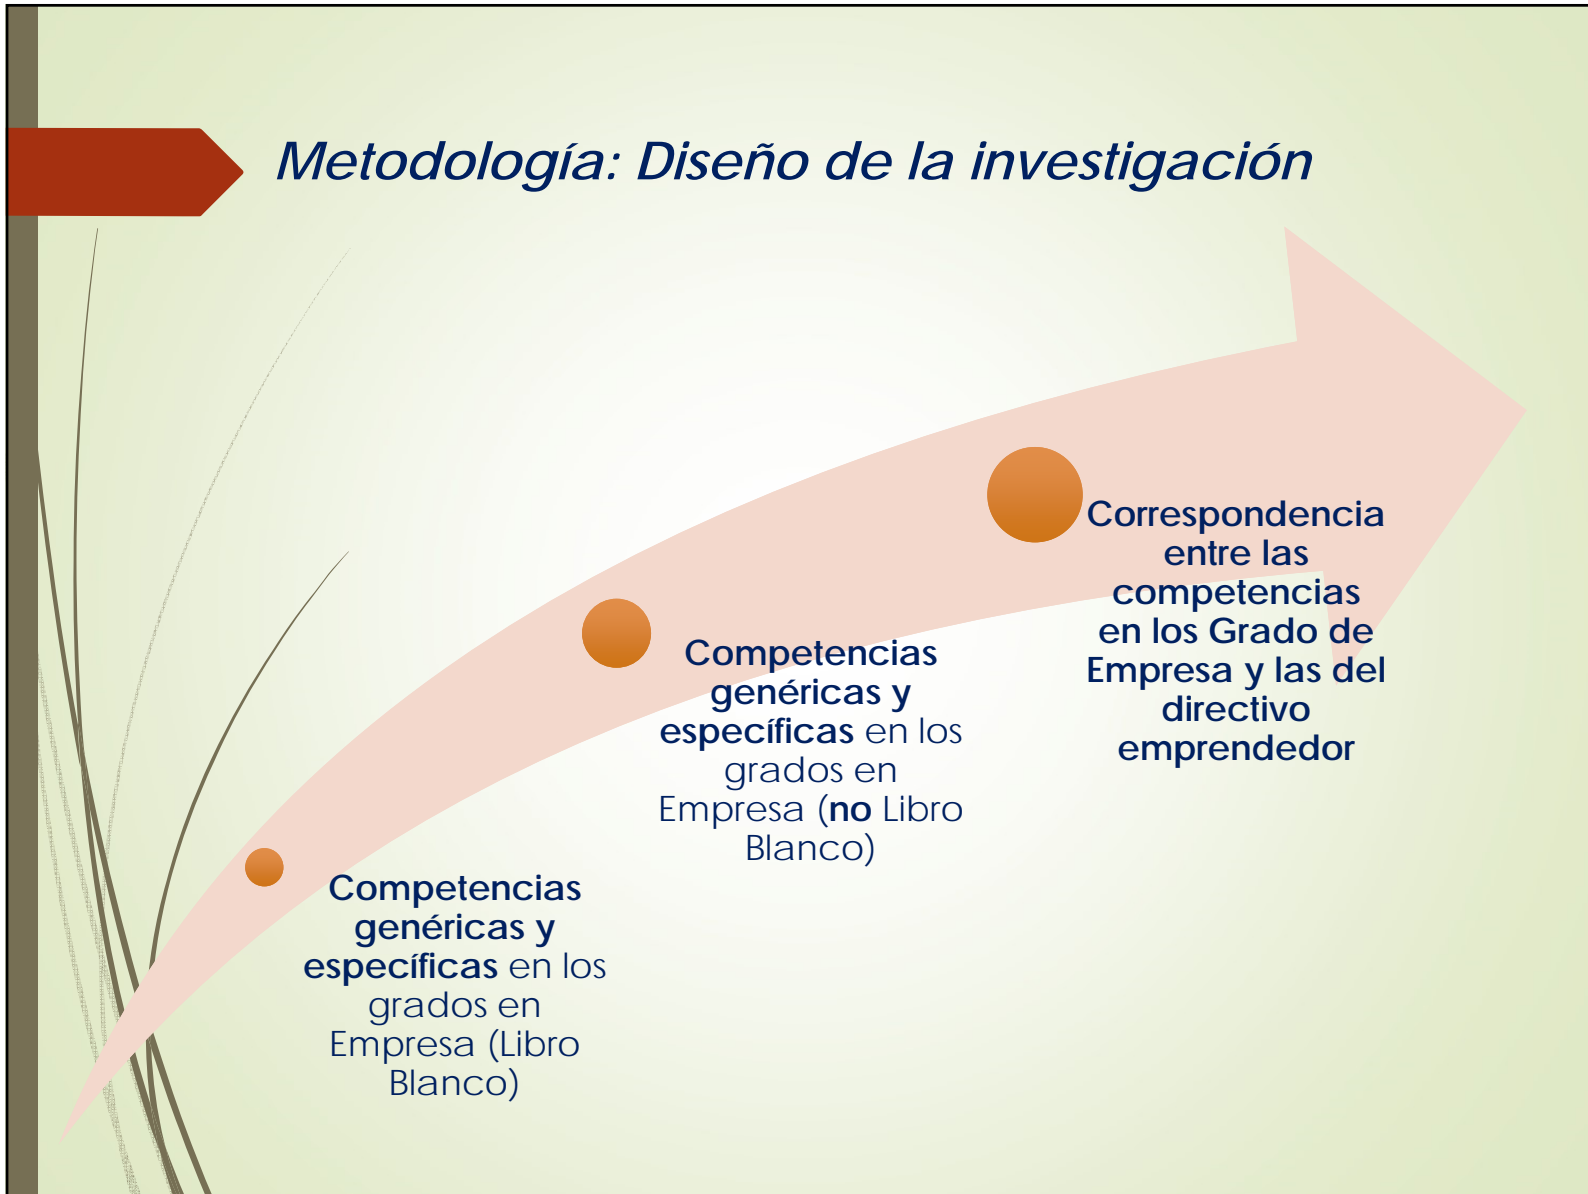 Metodología: Diseño de la investigación
Competencias
genéricas y
específicas en los
grados en
Empresa (Libro
Blanco)
Competencias
genéricas y
específicas en los
grados en
Empresa (no Libro
Blanco)
Correspondencia
entre las
competencias
en los Grado de
Empresa y las del
directivo
emprendedor